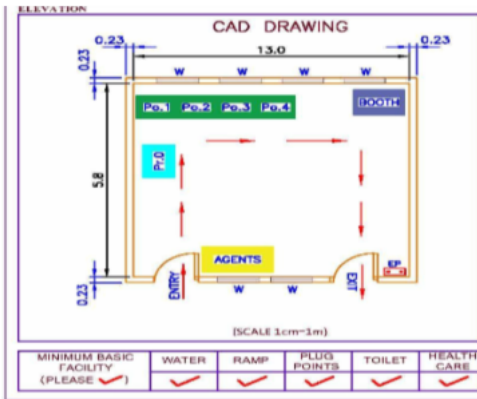 ELEVATION
CAD DRAWING
0.23 13.0 0.23
0.23
W W W W
Po.1 Po.2 Po.3 Po.4 BOOTH
Pr.0
5.8
AGENTS
EP
ENTRY EXIT
0.23
W W
(SCALE 1cm-1m)
MINIMUM BASIC FACILITY (PLEASE ✓) WATER RAMP PLUG POINTS TOILET HEALTH CARE